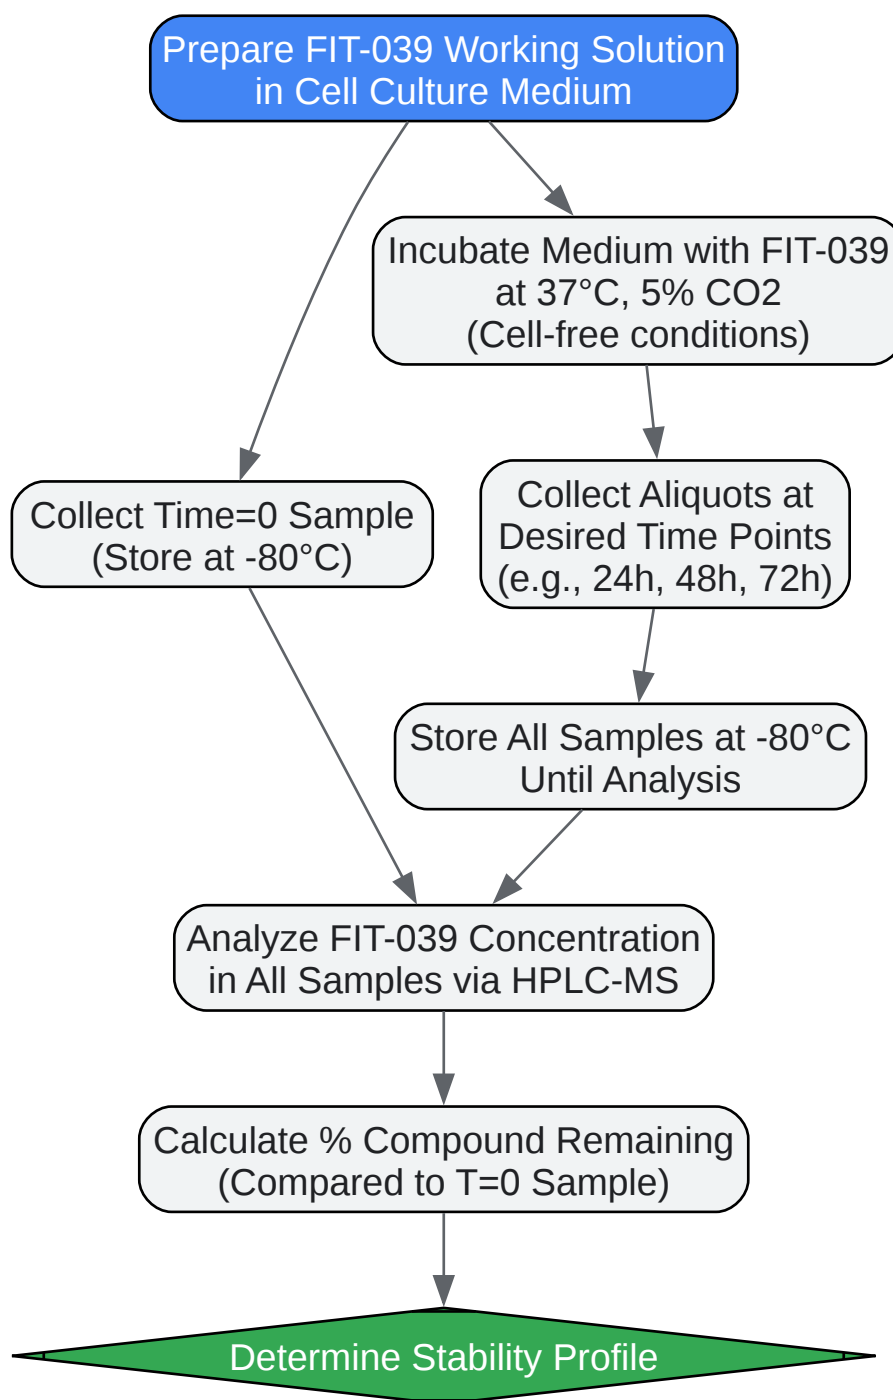 Prepare FIT-039 Working Solution
in Cell Culture Medium
Incubate Medium with FIT-039
at 37°C, 5% CO2
(Cell-free conditions)
Collect Time=0 Sample
(Store at -80°C)
Collect Aliquots at
Desired Time Points
(e.g., 24h, 48h, 72h)
Store All Samples at -80°C
Until Analysis
Analyze FIT-039 Concentration
in All Samples via HPLC-MS
Calculate % Compound Remaining
(Compared to T=0 Sample)
Determine Stability Profile